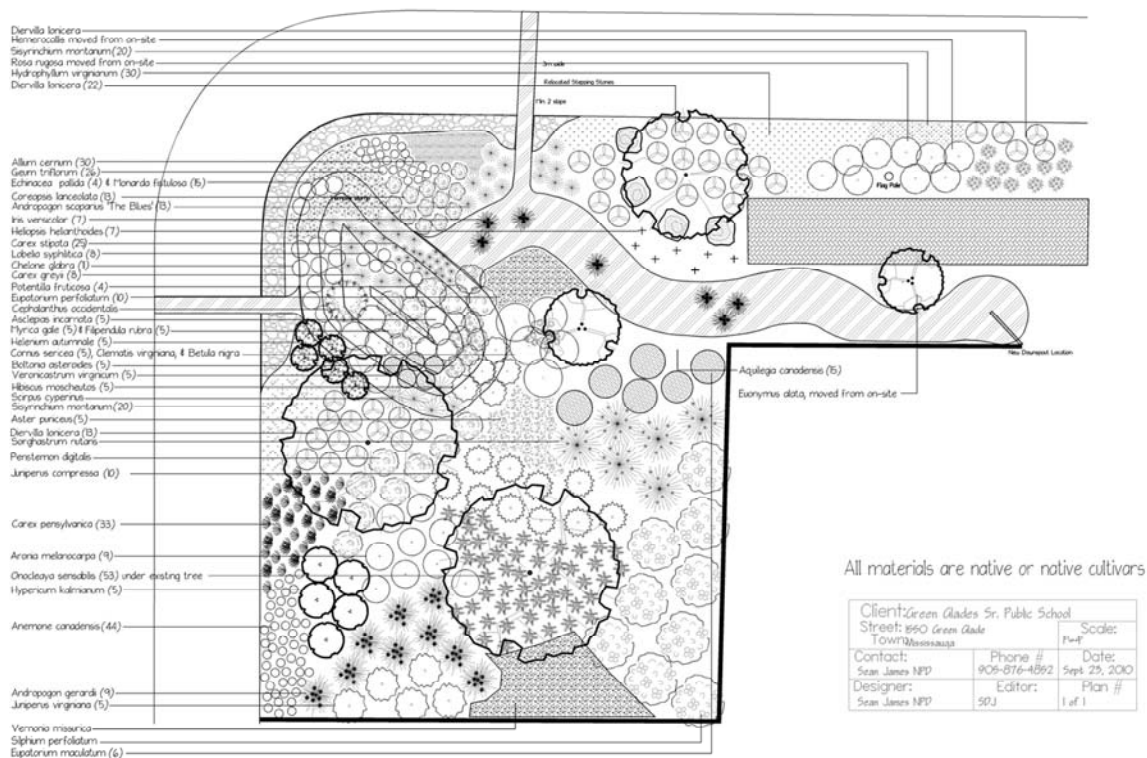 Diervilla lonicera
Hemerocallis moved from on-site
Sisyrinchium montanum (20)
Rosa rugosa moved from on-site
Hydrophyllum virginianum (30)
Diervilla lonicera (22)
3m wide
Relocated Stepping Stones
Min. 2 slope
Allium cernum (30)
Geum triflorum (26)
Echinacea pallida (4) & Monarda fistulosa (15)
Coreopsis lanceolata (13)
Andropogon scoparius 'The Blues' (13)
Iris versicolor (7)
Heliopsis helianthoides (7)
Carex stipata (25)
Lobelia syphilitica (8)
Chelone glabra (11)
Carex greyii (8)
Potentilla fruticosa (4)
Eupatorium perfoliatum (10)
Cephalanthus occidentalis
Asclepas incarnata (5)
Myrica gale (5) & Filipendula rubra (5)
Helenium autumnale (5)
Cornus sericea (5), Clematis virginiana, & Betula nigra
Boltonia asteroides (5)
Veronicastrum virginicum (5)
Hibiscus moscheutos (5)
Scirpus cyperinus
Sisyrinchium montanum (20)
Aster puniceus (5)
Diervilla lonicera (13)
Sorghastrum nutans
Penstemon digitalis
Juniperus compressa (10)
Carex pensylvanica (33)
Aronia melanocarpa (9)
Onocleaya sensabilis (53) under existing tree
Hypericum kalmianum (5)
Anemone canadensis (44)
Andropogon gerardii (9)
Juniperus virginiana (5)
Vernonia missurica
Silphium perfoliatum
Eupatorium maculatum (6)
Flag Pole
New Downspout Location
Aquilegia canadensis (15)
Euonymus alata, moved from on-site
All materials are native or native cultivars
Client: Green Glades Sr. Public School
Street: 1550 Green Glade
Scale:
Town: Mississauga
Contact: Phone # Date:
Sean James NPD 905-876-4892 Sept 23, 2010
Designer: Editor: Plan #
Sean James NPD SDJ 1 of 1